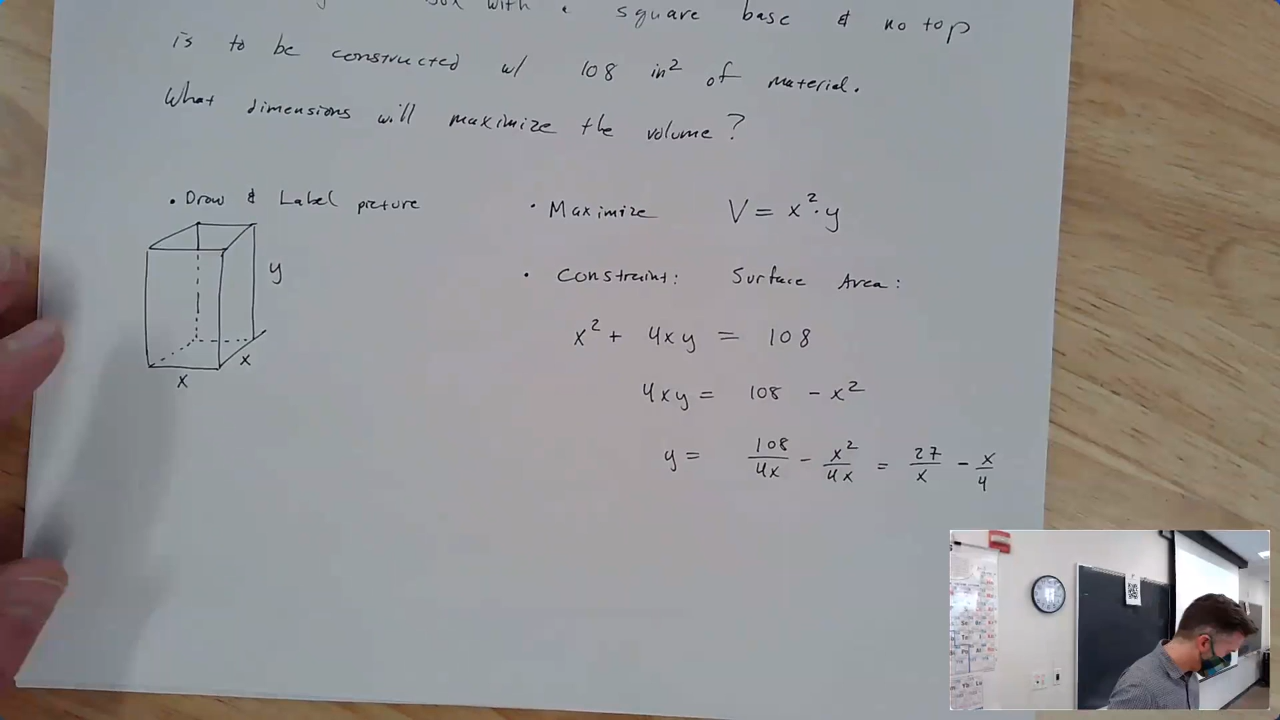 with a square base & no top
is to be constructed w/ 108 in² of material.
What dimensions will maximize the volume?
• Draw & Label picture
y
x
x
• Maximize V = x²·y
• Constraint: Surface Area:
x² + 4xy = 108
4xy = 108 - x²
y = 108/4x - x²/4x = 27/x - x/4